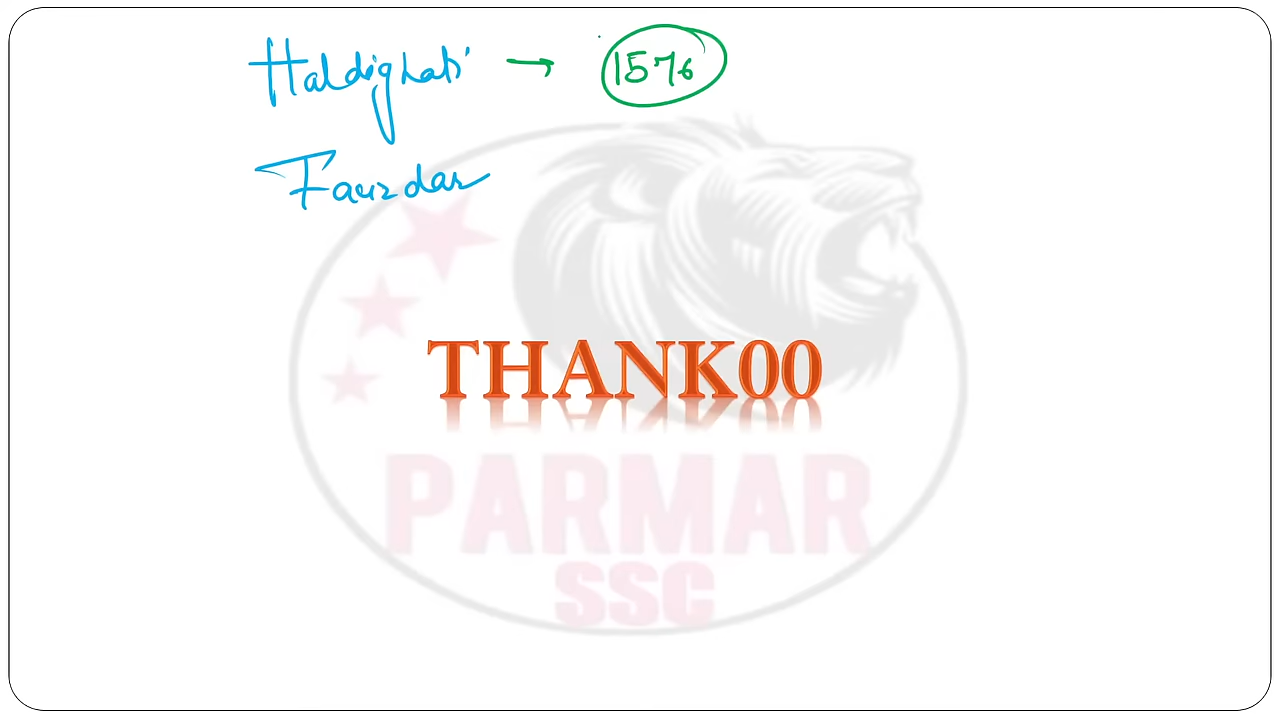 Haldighati → 1576
Fauzdar
THANK00
PARMAR
SSC